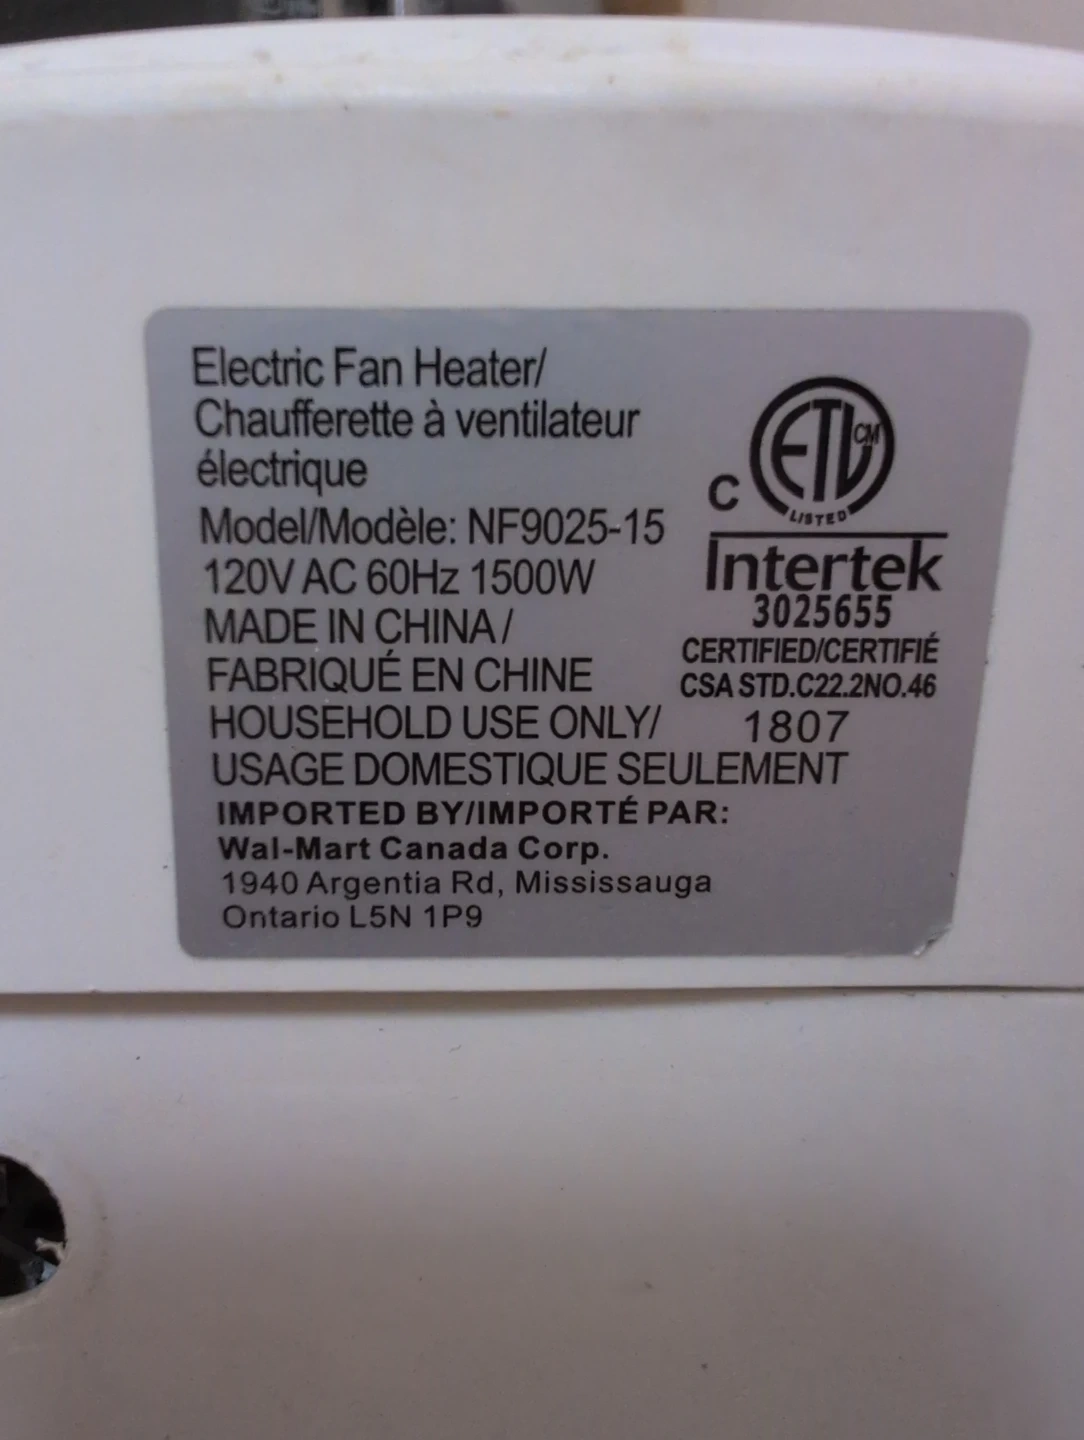 Electric Fan Heater/
Chaufferette à ventilateur
électrique
Model/Modèle: NF9025-15
120V AC 60Hz 1500W
MADE IN CHINA/
FABRIQUÉ EN CHINE
HOUSEHOLD USE ONLY/
USAGE DOMESTIQUE SEULEMENT
IMPORTED BY/IMPORTÉ PAR:
Wal-Mart Canada Corp.
1940 Argentia Rd, Mississauga
Ontario L5N 1P9
C ETL CM
LISTED
Intertek
3025655
CERTIFIED/CERTIFIÉ
CSA STD.C22.2NO.46
1807